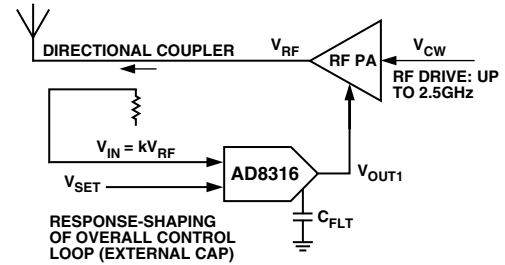 DIRECTIONAL COUPLER
V_RF
RF PA
V_CW
RF DRIVE: UP
TO 2.5GHz
V_IN = kV_RF
V_SET
AD8316
V_OUT1
C_FLT
RESPONSE-SHAPING
OF OVERALL CONTROL
LOOP (EXTERNAL CAP)